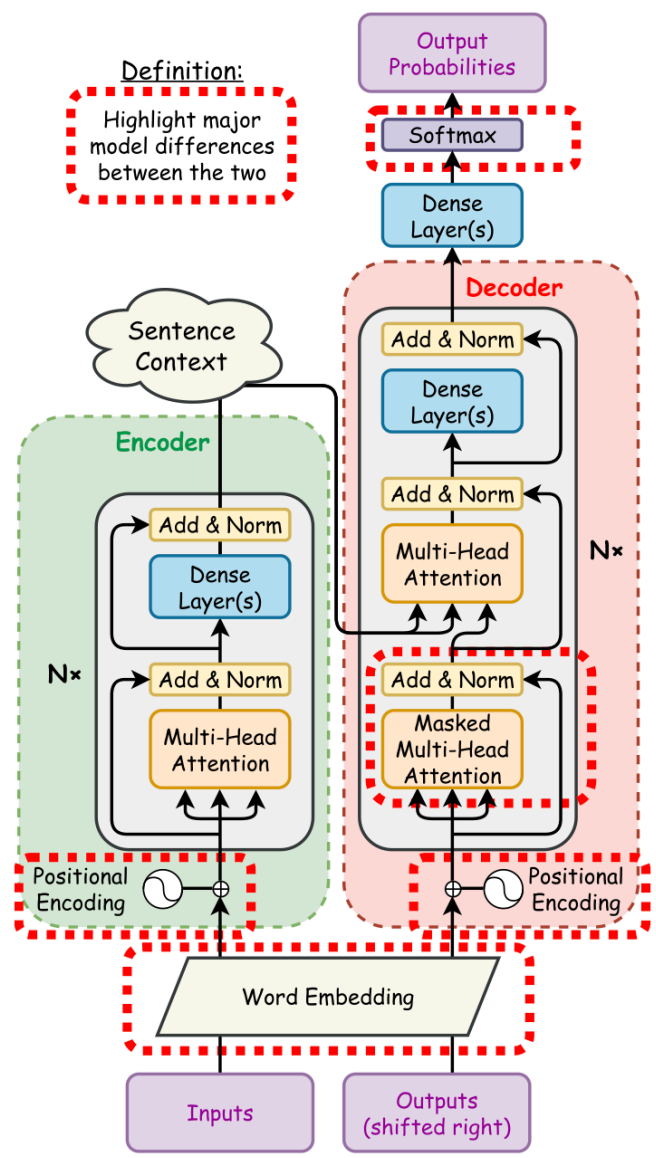 Definition:
Highlight major
model differences
between the two
Output
Probabilities
Softmax
Dense
Layer(s)
Decoder
Add & Norm
Dense
Layer(s)
Add & Norm
Multi-Head
Attention
N×
Add & Norm
Masked
Multi-Head
Attention
Positional
Encoding
Sentence
Context
Encoder
Add & Norm
Dense
Layer(s)
N×
Add & Norm
Multi-Head
Attention
Positional
Encoding
Word Embedding
Inputs
Outputs
(shifted right)